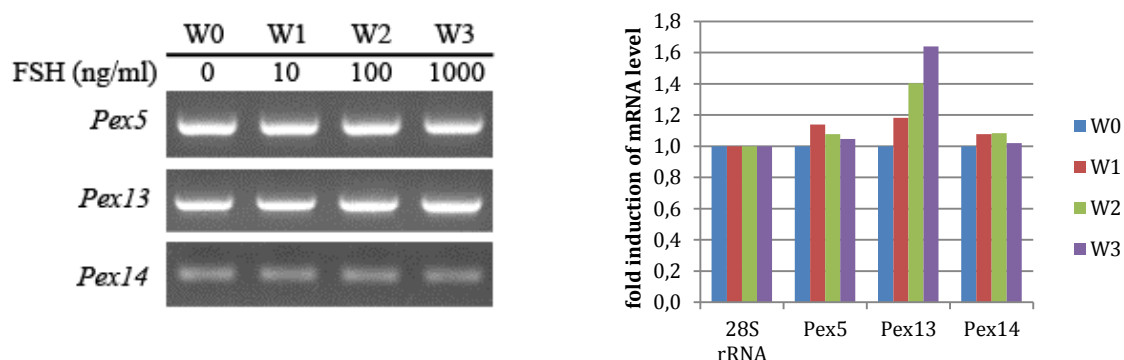 W0 W1 W2 W3
FSH (ng/ml) 0 10 100 1000
Pex5
Pex13
Pex14
fold induction of mRNA level
1,8
1,6
1,4
1,2
1,0
0,8
0,6
0,4
0,2
0,0
28S rRNA Pex5 Pex13 Pex14
W0
W1
W2
W3